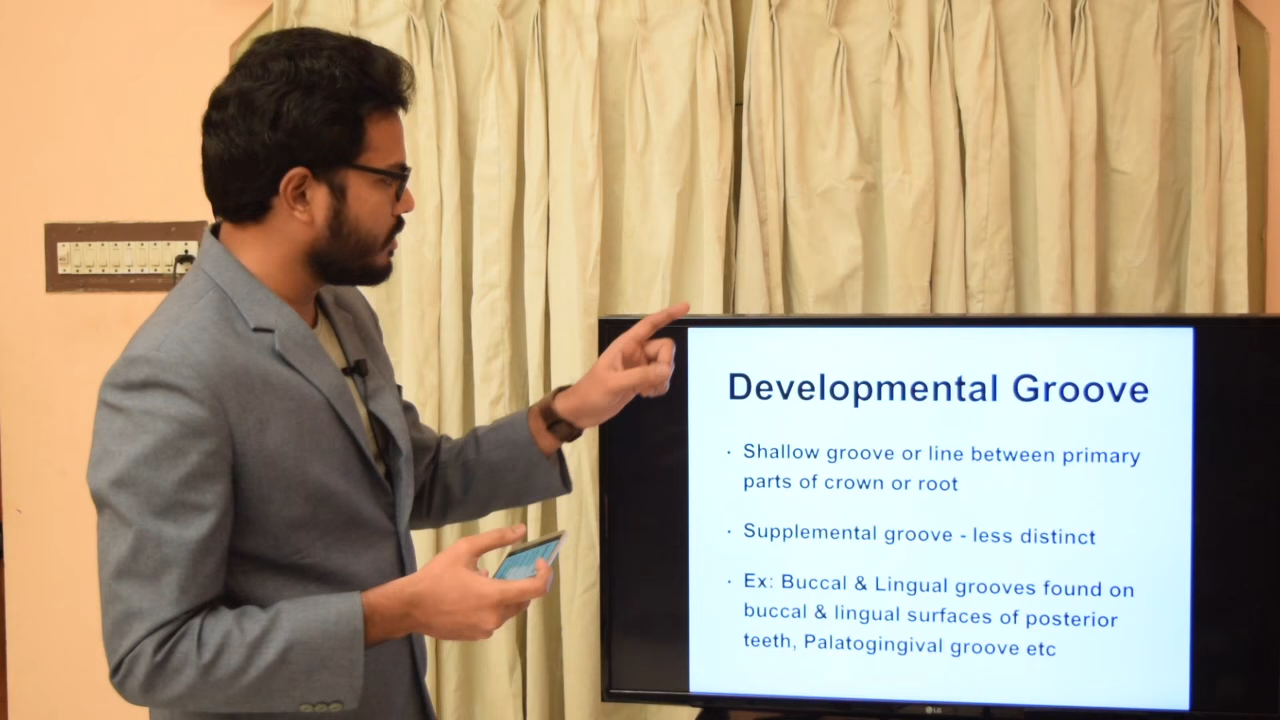 Developmental Groove
· Shallow groove or line between primary
parts of crown or root
· Supplemental groove - less distinct
· Ex: Buccal & Lingual grooves found on
buccal & lingual surfaces of posterior
teeth, Palatogingival groove etc
LG